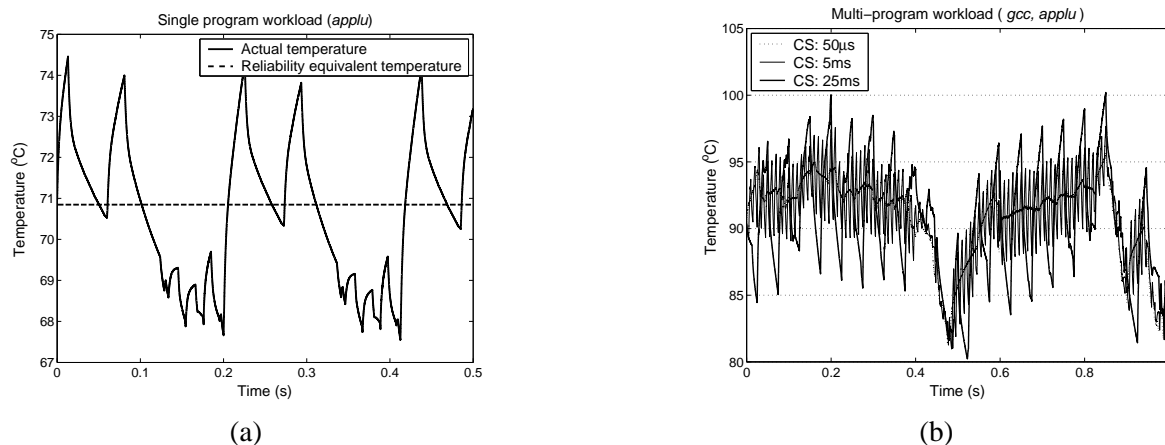 Single program workload (applu)
Actual temperature
Reliability equivalent temperature
Temperature (⁰C)
75
74
73
72
71
70
69
68
67
0
0.1
0.2
0.3
0.4
0.5
Time (s)
(a)
Multi−program workload ( gcc, applu )
CS: 50μs
CS: 5ms
CS: 25ms
Temperature (⁰C)
105
100
95
90
85
80
0
0.2
0.4
0.6
0.8
Time (s)
(b)